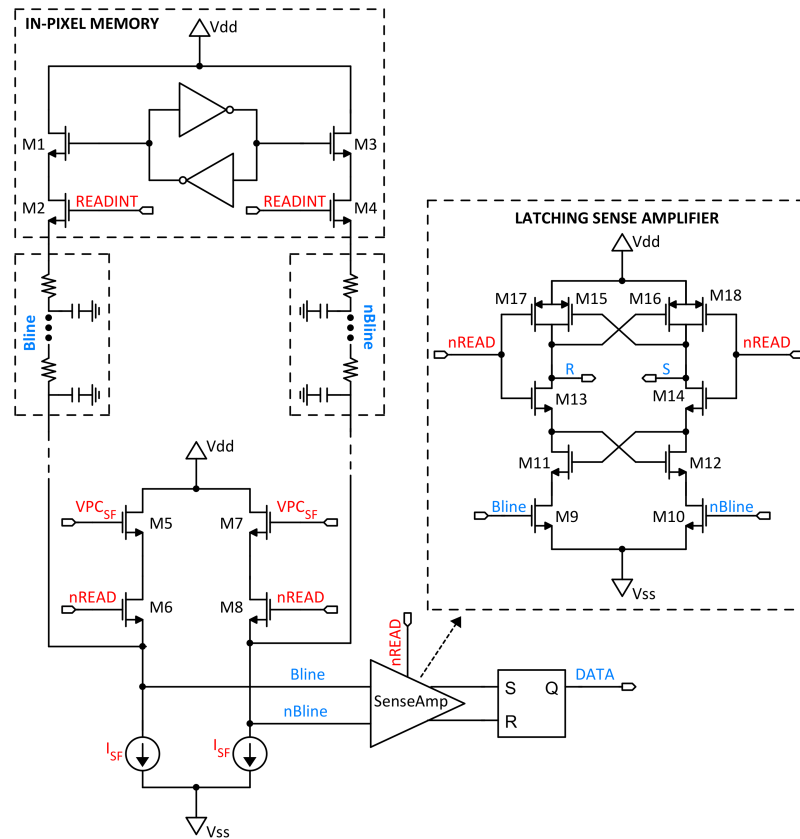 IN-PIXEL MEMORY
Vdd
M1
M3
M2
READINT
READINT
M4
Bline
nBline
LATCHING SENSE AMPLIFIER
Vdd
M17
M15
M16
M18
nREAD
nREAD
R
S
M13
M14
M11
M12
Bline
M9
M10
nBline
Vss
Vdd
VPCSF
M5
M7
VPCSF
nREAD
M6
M8
nREAD
nREAD
Bline
nBline
SenseAmp
S
Q
R
DATA
ISF
ISF
Vss